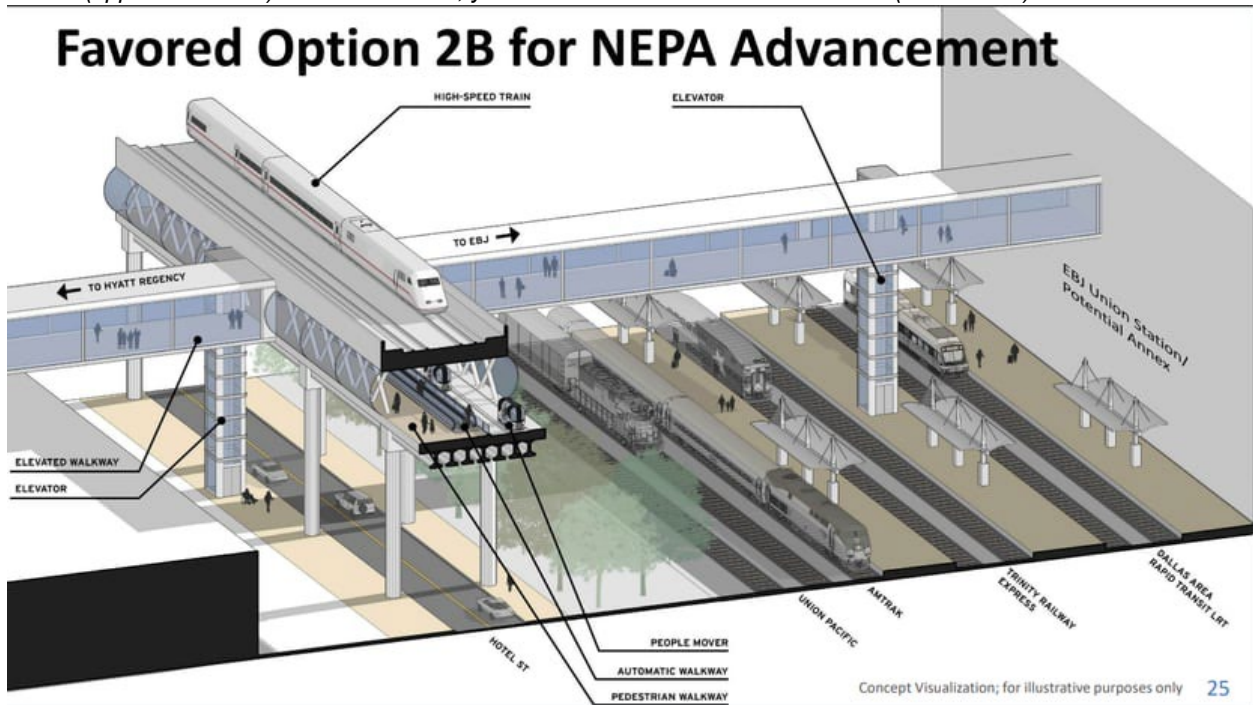 Favored Option 2B for NEPA Advancement
HIGH-SPEED TRAIN
ELEVATOR
TO EBJ →
← TO HYATT REGENCY
EBJ Union Station/
Potential Annex
ELEVATED WALKWAY
ELEVATOR
HOTEL ST
UNION PACIFIC
AMTRAK
TRINITY RAILWAY
EXPRESS
DALLAS AREA
RAPID TRANSIT LRT
PEOPLE MOVER
AUTOMATIC WALKWAY
PEDESTRIAN WALKWAY
Concept Visualization; for illustrative purposes only 25